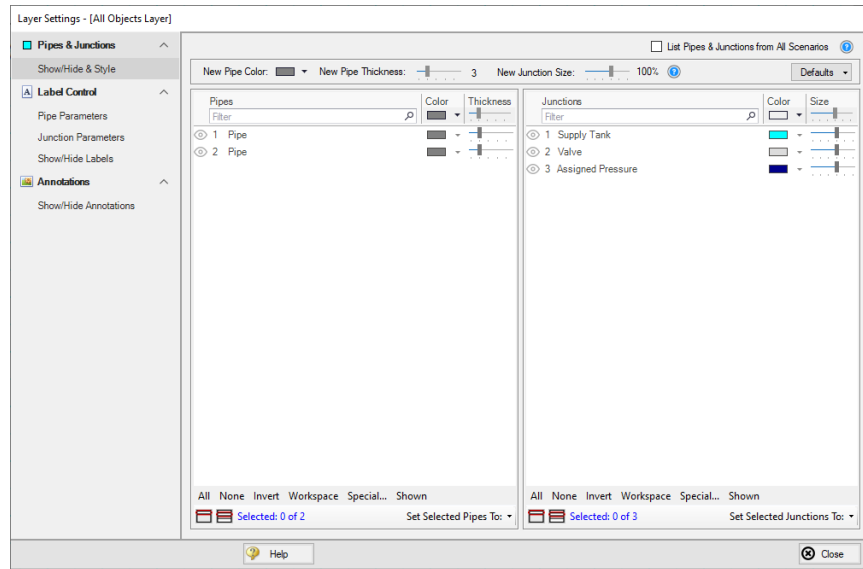 Layer Settings - [All Objects Layer]
Pipes & Junctions
Show/Hide & Style
Label Control
Pipe Parameters
Junction Parameters
Show/Hide Labels
Annotations
Show/Hide Annotations
List Pipes & Junctions from All Scenarios
New Pipe Color: New Pipe Thickness: 3 New Junction Size: 100% Defaults
Pipes Color Thickness
Filter
1 Pipe
2 Pipe
All None Invert Workspace Special... Shown
Selected: 0 of 2 Set Selected Pipes To:
Junctions Color Size
Filter
1 Supply Tank
2 Valve
3 Assigned Pressure
All None Invert Workspace Special... Shown
Selected: 0 of 3 Set Selected Junctions To:
Help
Close